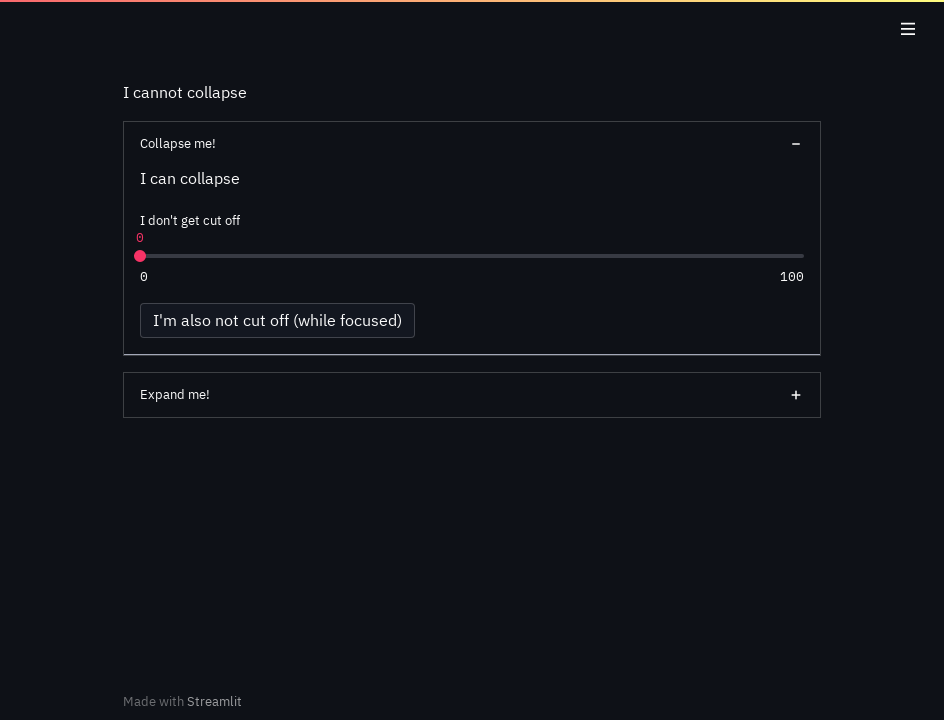 I cannot collapse
Collapse me!
I can collapse
I don't get cut off
0
0 100
I'm also not cut off (while focused)
Expand me!
Made with Streamlit